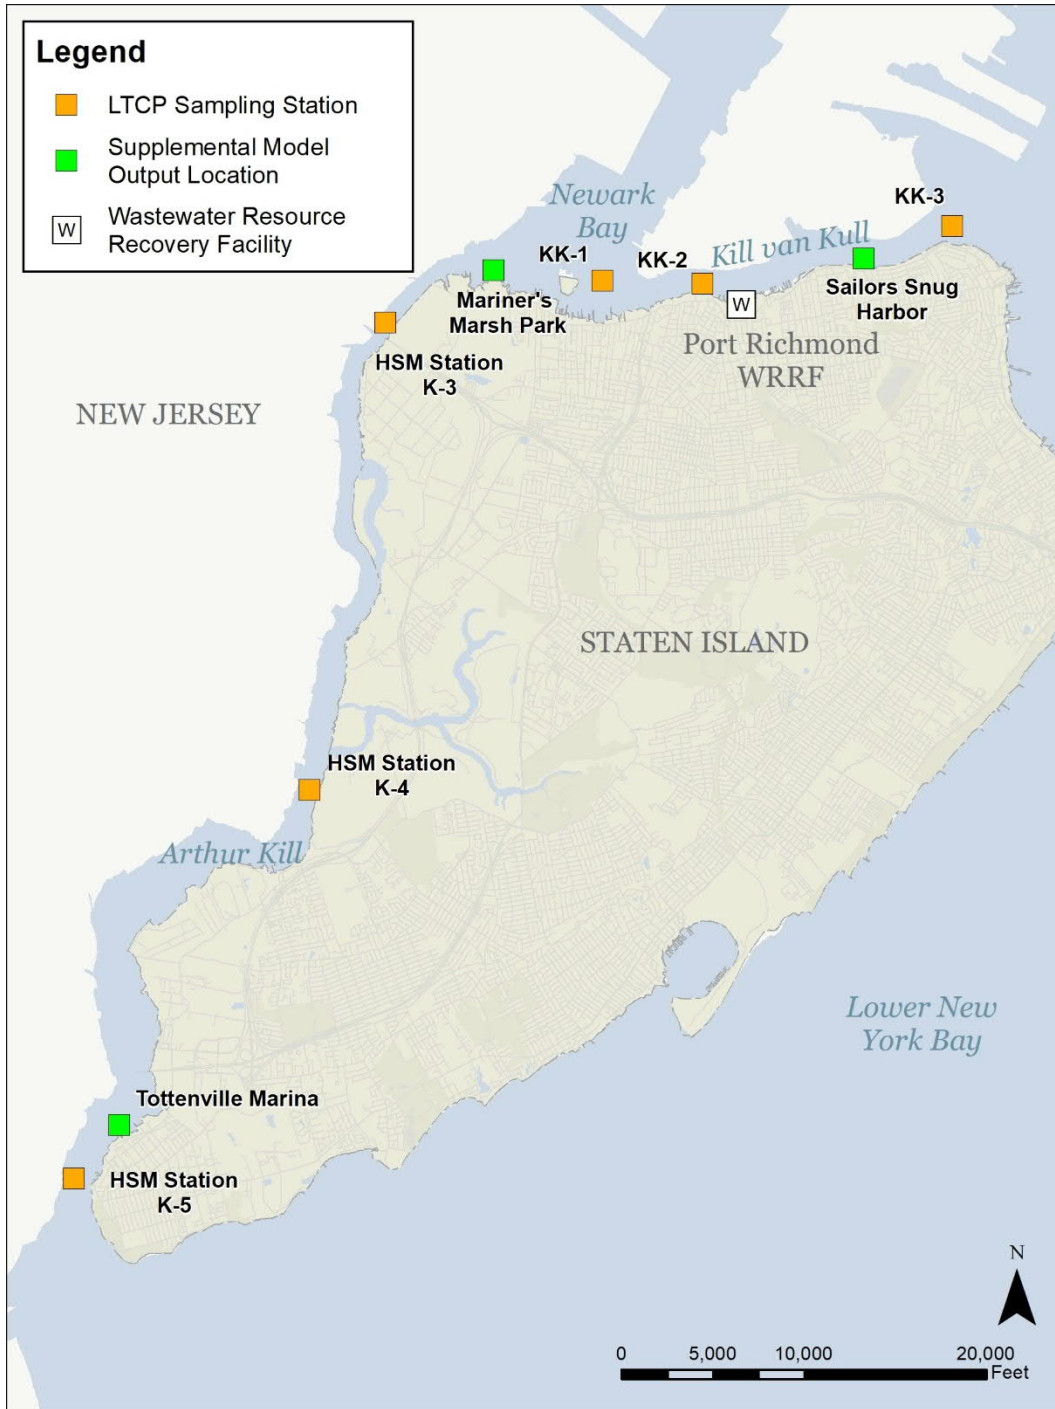 Legend
LTCP Sampling Station
Supplemental Model
Output Location
W
Wastewater Resource
Recovery Facility
Newark
Bay
KK-3
KK-1
KK-2
Kill van Kull
Mariner's
Marsh Park
W
Sailors Snug
Harbor
HSM Station
K-3
Port Richmond
WRRF
NEW JERSEY
STATEN ISLAND
HSM Station
K-4
Arthur Kill
Lower New
York Bay
Tottenville Marina
HSM Station
K-5
N
0 5,000 10,000 20,000
Feet